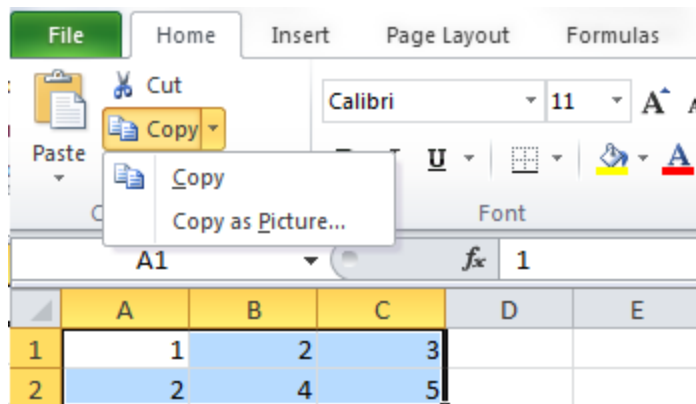 File Home Insert Page Layout Formulas
Cut
Calibri 11 A A
Copy
Paste
U A
Copy
Copy as Picture...
Font
A1 fx 1
A B C D E
1 1 2 3
2 2 4 5